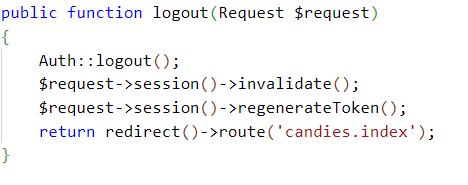 public function logout(Request $request)
{
    Auth::logout();
    $request->session()->invalidate();
    $request->session()->regenerateToken();
    return redirect()->route('candies.index');
}